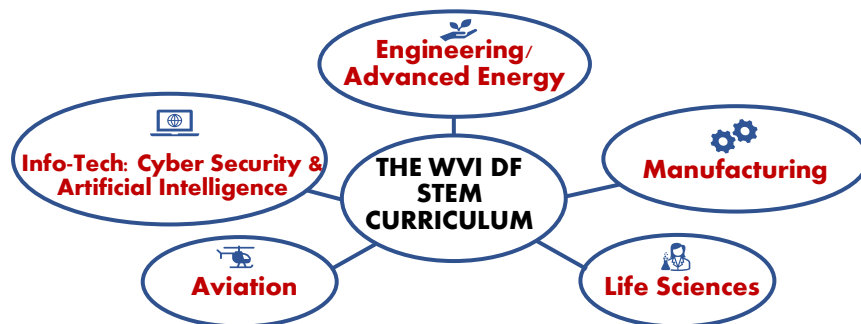 Engineering/
Advanced Energy
Info-Tech: Cyber Security &
Artificial Intelligence
THE WVI DF
STEM
CURRICULUM
Manufacturing
Aviation
Life Sciences